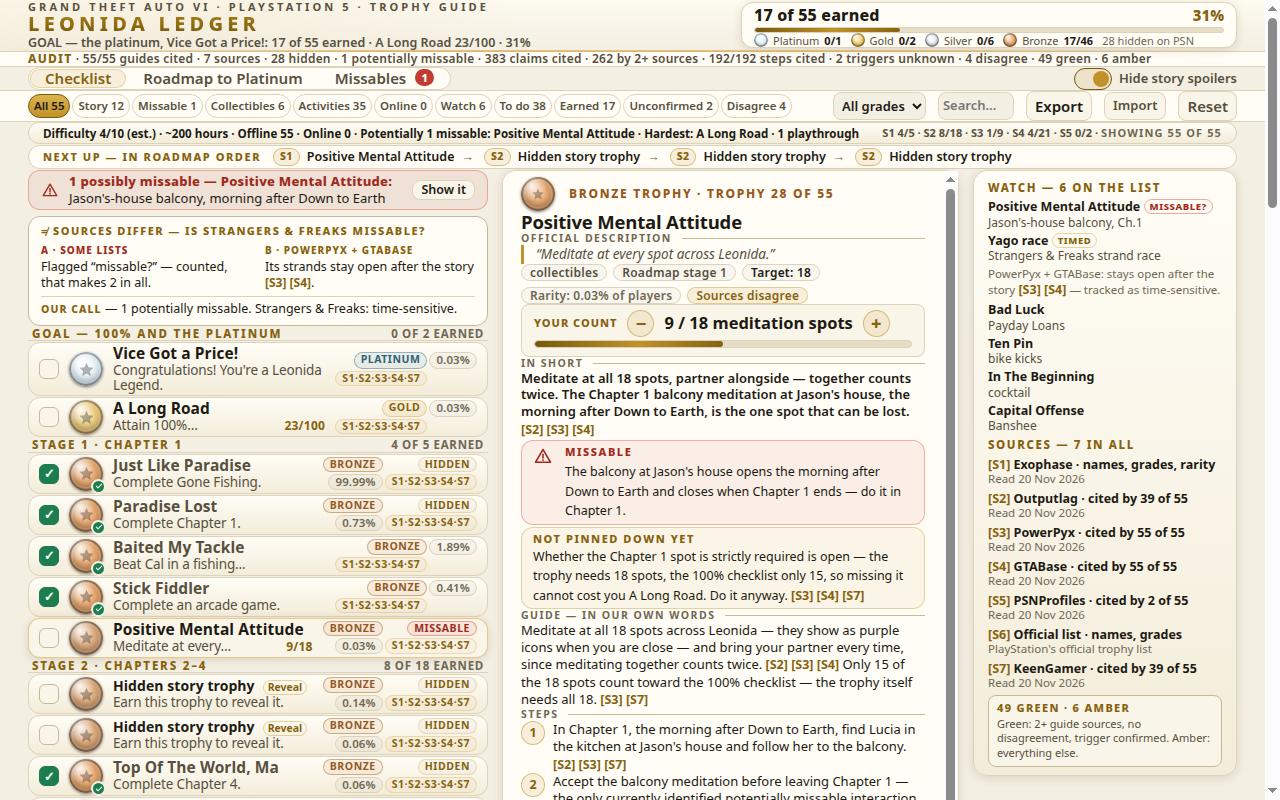 GRAND THEFT AUTO VI · PLAYSTATION 5 · TROPHY GUIDE
LEONIDA LEDGER
GOAL — the platinum, Vice Got a Price!: 17 of 55 earned · A Long Road 23/100 · 31%
17 of 55 earned 31%
Platinum 0/1 Gold 0/2 Silver 0/6 Bronze 17/46 28 hidden on PSN
AUDIT · 55/55 guides cited · 7 sources · 28 hidden · 1 potentially missable · 383 claims cited · 262 by 2+ sources · 192/192 steps cited · 2 triggers unknown · 4 disagree · 49 green · 6 amber
Checklist Roadmap to Platinum Missables 1
Hide story spoilers
All 55 Story 12 Missable 1 Collectibles 6 Activities 35 Online 0 Watch 6 To do 38 Earned 17 Unconfirmed 2 Disagree 4
All grades Search... Export Import Reset
Difficulty 4/10 (est.) · ~200 hours · Offline 55 · Online 0 · Potentially 1 missable: Positive Mental Attitude · Hardest: A Long Road · 1 playthrough
S1 4/5 · S2 8/18 · S3 1/9 · S4 4/21 · S5 0/2 · SHOWING 55 OF 55
NEXT UP — IN ROADMAP ORDER S1 Positive Mental Attitude → S2 Hidden story trophy → S2 Hidden story trophy → S2 Hidden story trophy
1 possibly missable — Positive Mental Attitude:
Jason's-house balcony, morning after Down to Earth
Show it
≠ SOURCES DIFFER — IS STRANGERS & FREAKS MISSABLE?
A · SOME LISTS
Flagged “missable?” — counted,
that makes 2 in all.
B · POWERPYX + GTABASE
Its strands stay open after the story
[S3] [S4].
OUR CALL — 1 potentially missable. Strangers & Freaks: time-sensitive.
GOAL — 100% AND THE PLATINUM 0 OF 2 EARNED
Vice Got a Price!
Congratulations! You're a Leonida
Legend.
PLATINUM 0.03%
S1·S2·S3·S4·S7
A Long Road
Attain 100%... 23/100
GOLD 0.03%
S1·S2·S3·S4·S7
STAGE 1 · CHAPTER 1 4 OF 5 EARNED
Just Like Paradise
Complete Gone Fishing.
BRONZE HIDDEN
99.99% S1·S2·S3·S4·S7
Paradise Lost
Complete Chapter 1.
BRONZE HIDDEN
0.73% S1·S2·S3·S4·S7
Baited My Tackle
Beat Cal in a fishing...
BRONZE 1.89%
S1·S2·S3·S4·S7
Stick Fiddler
Complete an arcade game.
BRONZE 0.41%
S1·S2·S3·S4·S7
Positive Mental Attitude
Meditate at every... 9/18
BRONZE MISSABLE
0.03% S1·S2·S3·S4·S7
STAGE 2 · CHAPTERS 2–4 8 OF 18 EARNED
Hidden story trophy Reveal
Earn this trophy to reveal it.
BRONZE HIDDEN
0.14% S1·S2·S3·S4·S7
Hidden story trophy Reveal
Earn this trophy to reveal it.
BRONZE HIDDEN
0.06% S1·S2·S3·S4·S7
Top Of The World, Ma
Complete Chapter 4.
BRONZE HIDDEN
0.06% S1·S2·S3·S4·S7
BRONZE TROPHY · TROPHY 28 OF 55
Positive Mental Attitude
OFFICIAL DESCRIPTION
“Meditate at every spot across Leonida.”
collectibles Roadmap stage 1 Target: 18
Rarity: 0.03% of players Sources disagree
YOUR COUNT − 9 / 18 meditation spots +
IN SHORT
Meditate at all 18 spots, partner alongside — together counts
twice. The Chapter 1 balcony meditation at Jason's house, the
morning after Down to Earth, is the one spot that can be lost.
[S2] [S3] [S4]
MISSABLE
The balcony at Jason's house opens the morning after
Down to Earth and closes when Chapter 1 ends — do it in
Chapter 1.
NOT PINNED DOWN YET
Whether the Chapter 1 spot is strictly required is open — the
trophy needs 18 spots, the 100% checklist only 15, so missing it
cannot cost you A Long Road. Do it anyway. [S3] [S4] [S7]
GUIDE — IN OUR OWN WORDS
Meditate at all 18 spots across Leonida — they show as purple
icons when you are close — and bring your partner every time,
since meditating together counts twice. [S2] [S3] [S4] Only 15 of
the 18 spots count toward the 100% checklist — the trophy itself
needs all 18. [S3] [S7]
STEPS
1 In Chapter 1, the morning after Down to Earth, find Lucia in
the kitchen at Jason's house and follow her to the balcony.
[S2] [S3] [S7]
2 Accept the balcony meditation before leaving Chapter 1 —
the only currently identified potentially missable interaction
WATCH — 6 ON THE LIST
Positive Mental Attitude MISSABLE?
Jason's-house balcony, Ch.1
Yago race TIMED
Strangers & Freaks strand race
PowerPyx + GTABase: stays open after the
story [S3] [S4] — tracked as time-sensitive.
Bad Luck
Payday Loans
Ten Pin
bike kicks
In The Beginning
cocktail
Capital Offense
Banshee
SOURCES — 7 IN ALL
[S1] Exophase · names, grades, rarity
Read 20 Nov 2026
[S2] Outputlag · cited by 39 of 55
Read 20 Nov 2026
[S3] PowerPyx · cited by 55 of 55
Read 20 Nov 2026
[S4] GTABase · cited by 55 of 55
Read 20 Nov 2026
[S5] PSNProfiles · cited by 2 of 55
Read 20 Nov 2026
[S6] Official list · names, grades
PlayStation's official trophy list
[S7] KeenGamer · cited by 39 of 55
Read 20 Nov 2026
49 GREEN · 6 AMBER
Green: 2+ guide sources, no
disagreement, trigger confirmed. Amber:
everything else.